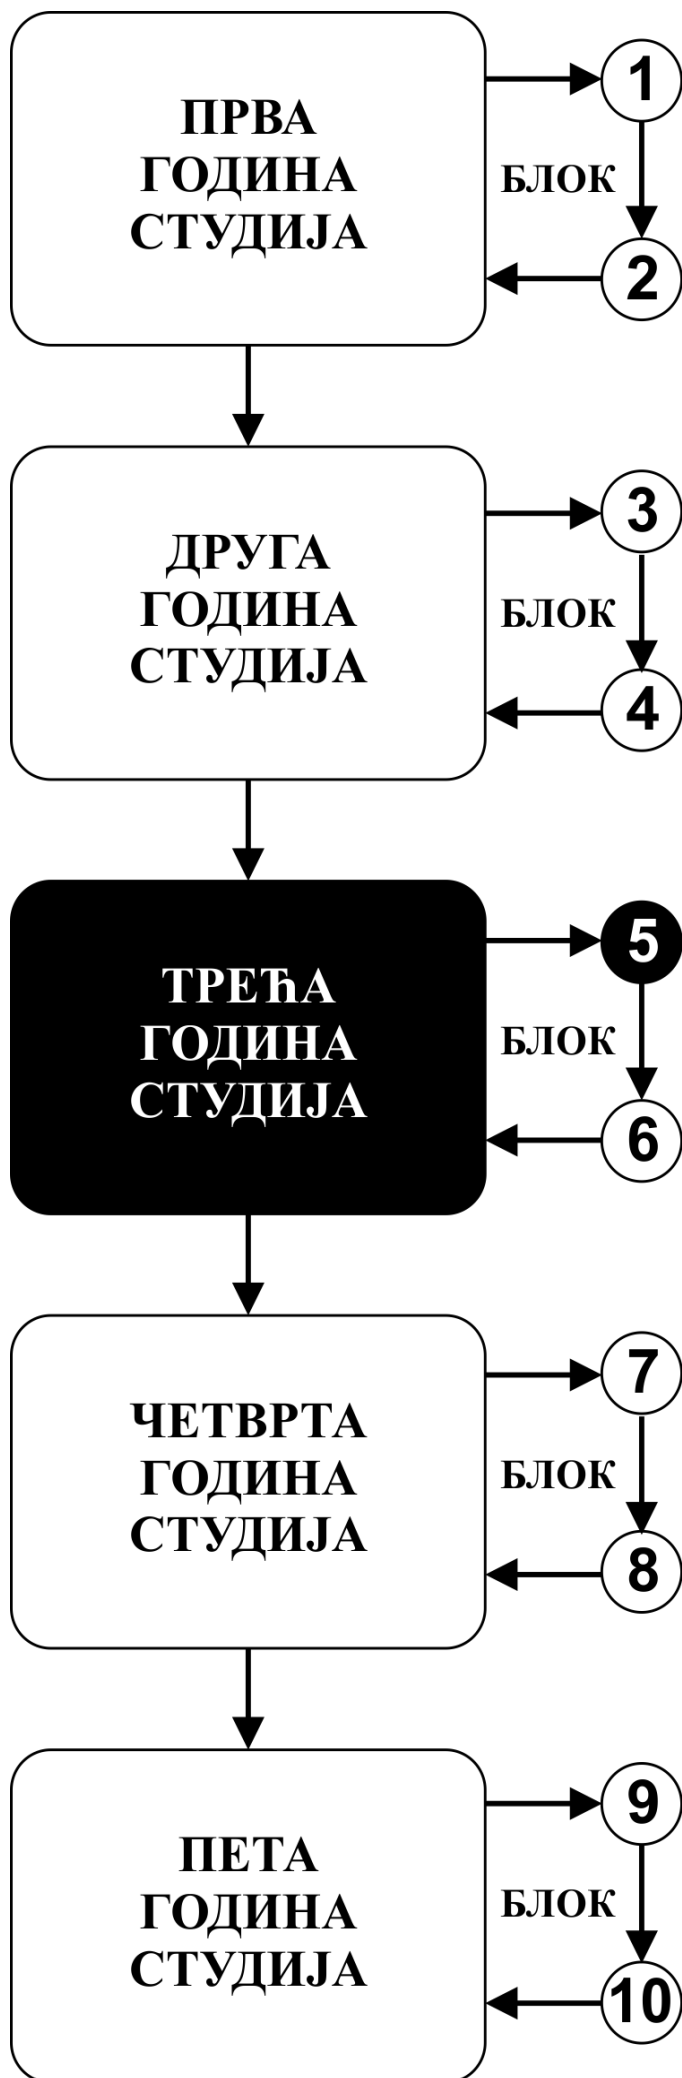 ПРВА
ГОДИНА
СТУДИЈА
1
БЛОК
2
ДРУГА
ГОДИНА
СТУДИЈА
3
БЛОК
4
ТРЕЋА
ГОДИНА
СТУДИЈА
5
БЛОК
6
ЧЕТВРТА
ГОДИНА
СТУДИЈА
7
БЛОК
8
ПЕТА
ГОДИНА
СТУДИЈА
9
БЛОК
10